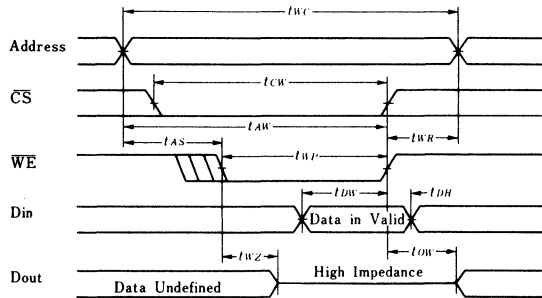 tWC
Address
tCW
CS
tAW
tAS
tWR
WE
tWP
tDW
tDH
Din
Data in Valid
tWZ
tOW
Dout
Data Undefined
High Impedance